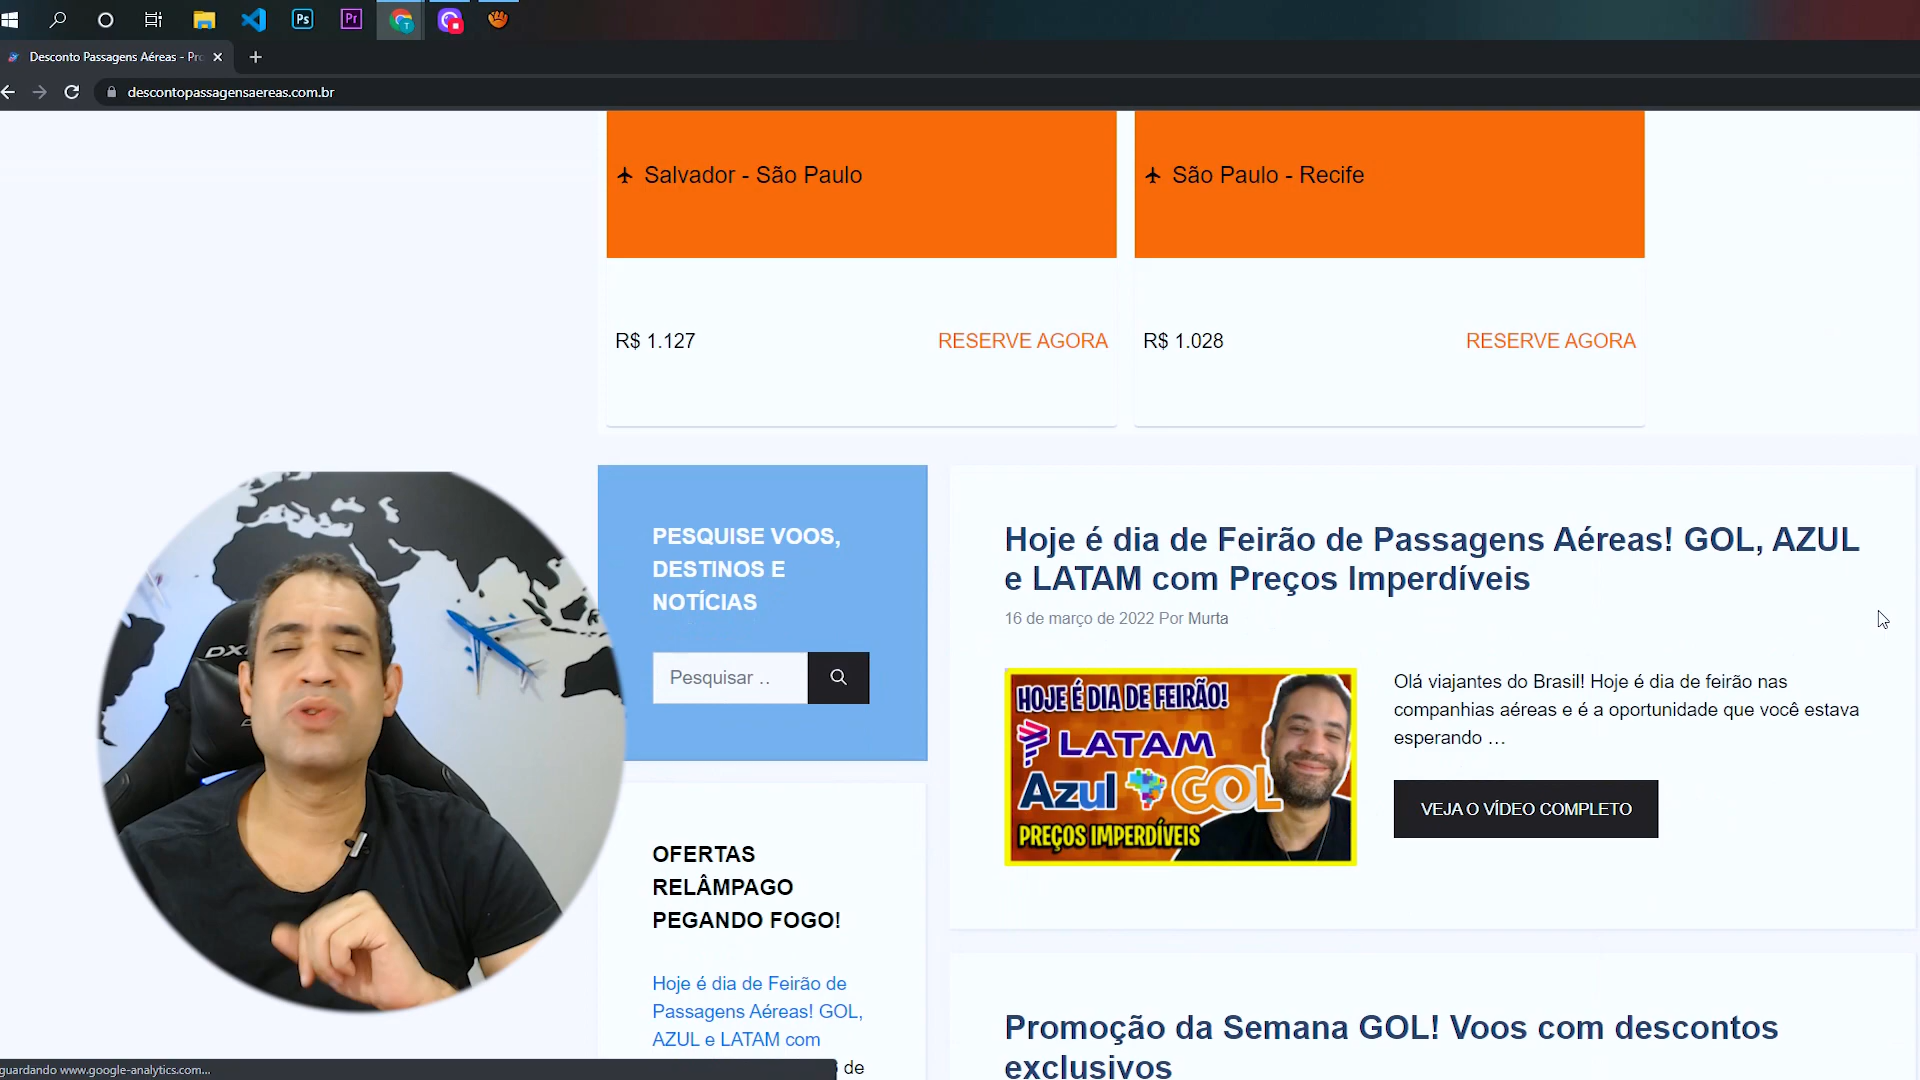 Ps
Pr
Desconto Passagens Aéreas - Pr
descontopassagensaereas.com.br
Salvador - São Paulo
São Paulo - Recife
R$ 1.127
RESERVE AGORA
R$ 1.028
RESERVE AGORA
PESQUISE VOOS,
DESTINOS E
NOTÍCIAS
Pesquisar ..
Hoje é dia de Feirão de Passagens Aéreas! GOL, AZUL
e LATAM com Preços Imperdíveis
16 de março de 2022 Por Murta
HOJE É DIA DE FEIRÃO!
LATAM
Azul GOL
PREÇOS IMPERDÍVEIS
Olá viajantes do Brasil! Hoje é dia de feirão nas
companhias aéreas e é a oportunidade que você estava
esperando …
VEJA O VÍDEO COMPLETO
OFERTAS
RELÂMPAGO
PEGANDO FOGO!
Hoje é dia de Feirão de
Passagens Aéreas! GOL,
AZUL e LATAM com
de
Promoção da Semana GOL! Voos com descontos
exclusivos
guardando www.google-analytics.com...